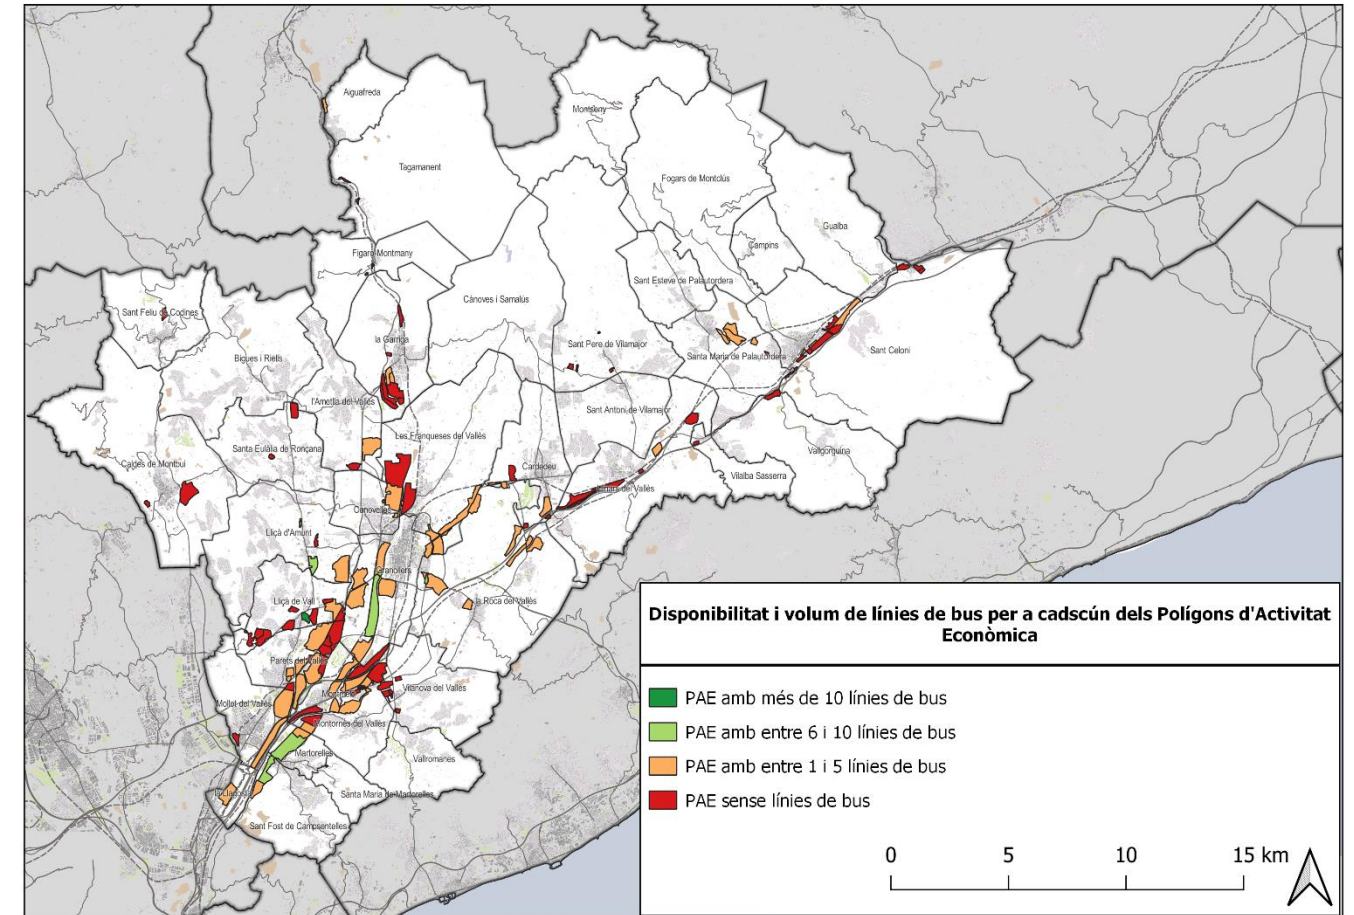 Aiguafreda
Montseny
Tagamanent
Fogars de Montclús
Gualba
Campins
Figaró-Montmany
Sant Esteve de Palautordera
Cànoves i Samalús
Sant Feliu de Codines
la Garriga
Sant Pere de Vilamajor
Sant Celoni
Bigues i Riells
Santa Maria de Palautordera
l'Ametlla del Vallès
Sant Antoni de Vilamajor
Les Franqueses del Vallès
Santa Eulàlia de Ronçana
Vallgorguina
Caldes de Montbui
Cardedeu
Vilalba Sasserra
Llinars del Vallès
Canovelles
Lliçà d'Amunt
Granollers
Lliçà de Vall
la Roca del Vallès
Parets del Vallès
Vilanova del Vallès
Montmeló
Mollet del Vallès
Montornès del Vallès
Martorelles
Vallromanes
la Llagosta
Santa Maria de Martorelles
Sant Fost de Campsentelles
Disponibilitat i volum de línies de bus per a cadscún dels Polígons d'Activitat
Econòmica
PAE amb més de 10 línies de bus
PAE amb entre 6 i 10 línies de bus
PAE amb entre 1 i 5 línies de bus
PAE sense línies de bus
0 5 10 15 km